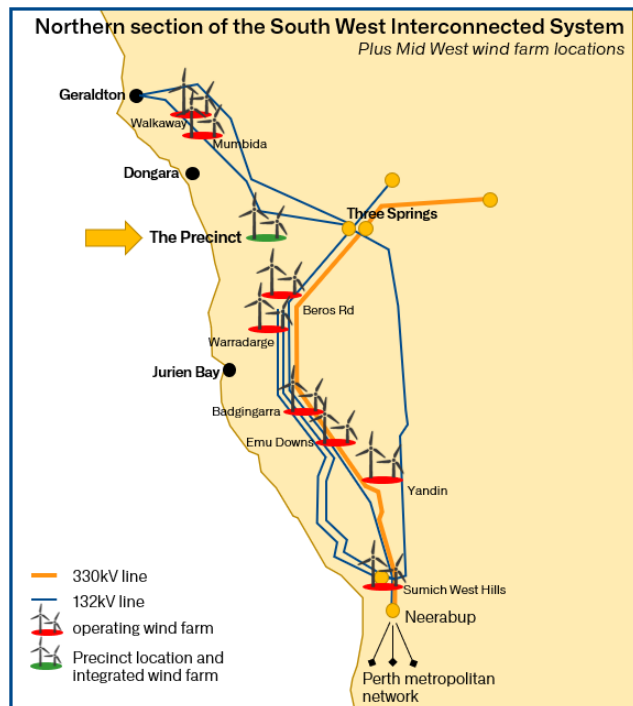 Northern section of the South West Interconnected System
Plus Mid West wind farm locations
Geraldton
Walkaway
Mumbida
Dongara
Three Springs
The Precinct
Beros Rd
Warradarge
Jurien Bay
Badgingarra
Emu Downs
Yandin
330kV line
132kV line
Sumich West Hills
operating wind farm
Neerabup
Precinct location and
integrated wind farm
Perth metropolitan
network